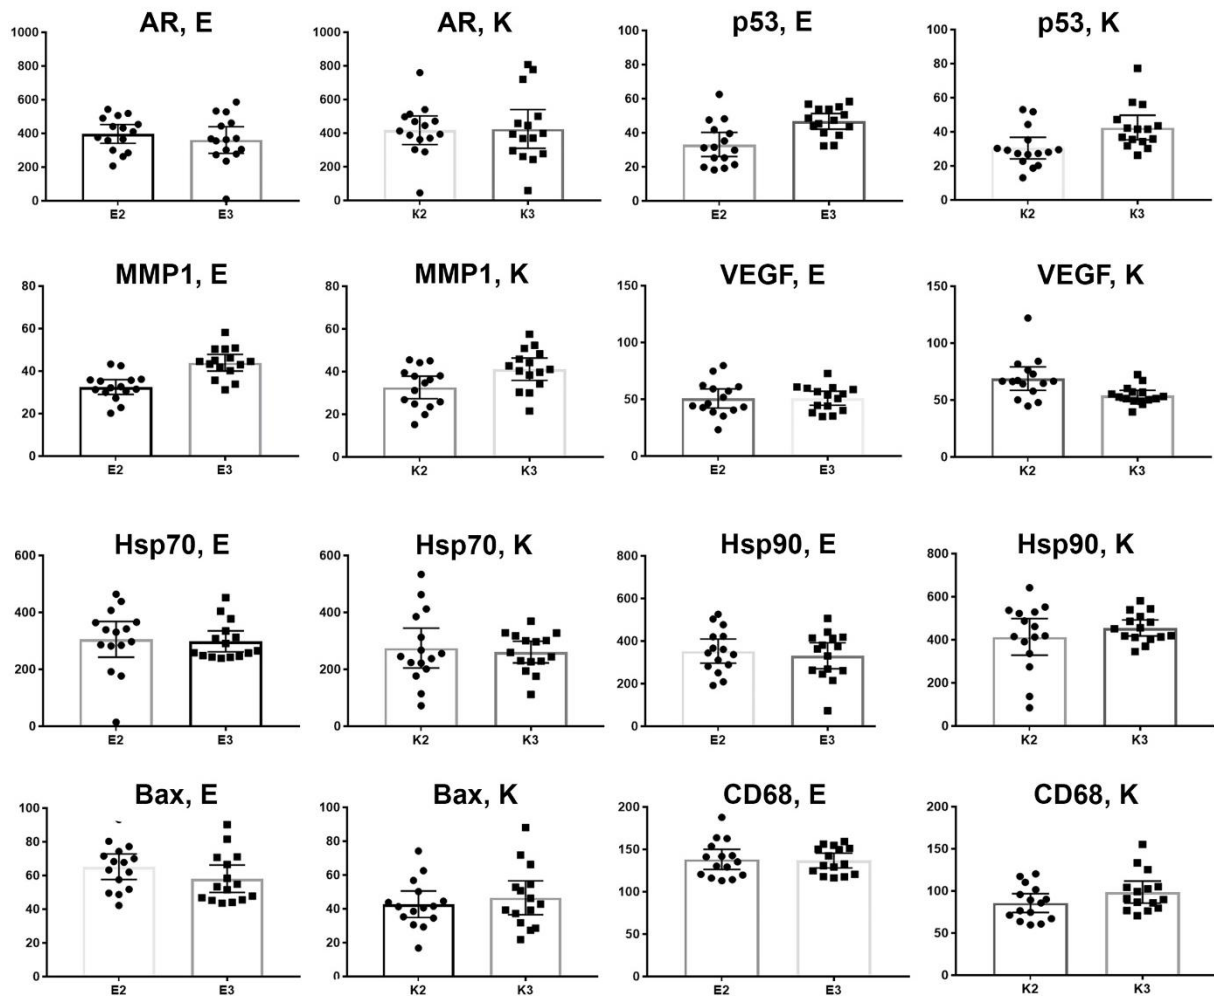 AR, E
AR, K
p53, E
p53, K
1000
800
600
400
200
0
E2
E3
1000
800
600
400
200
0
K2
K3
100
80
60
40
20
0
E2
E3
100
80
60
40
20
0
K2
K3
MMP1, E
MMP1, K
VEGF, E
VEGF, K
80
60
40
20
0
E2
E3
80
60
40
20
0
K2
K3
150
100
50
0
E2
E3
150
100
50
0
K2
K3
Hsp70, E
Hsp70, K
Hsp90, E
Hsp90, K
600
400
200
0
E2
E3
600
400
200
0
K2
K3
800
600
400
200
0
E2
E3
800
600
400
200
0
K2
K3
Bax, E
Bax, K
CD68, E
CD68, K
100
80
60
40
20
0
E2
E3
100
80
60
40
20
0
K2
K3
200
150
100
50
0
E2
E3
200
150
100
50
0
K2
K3